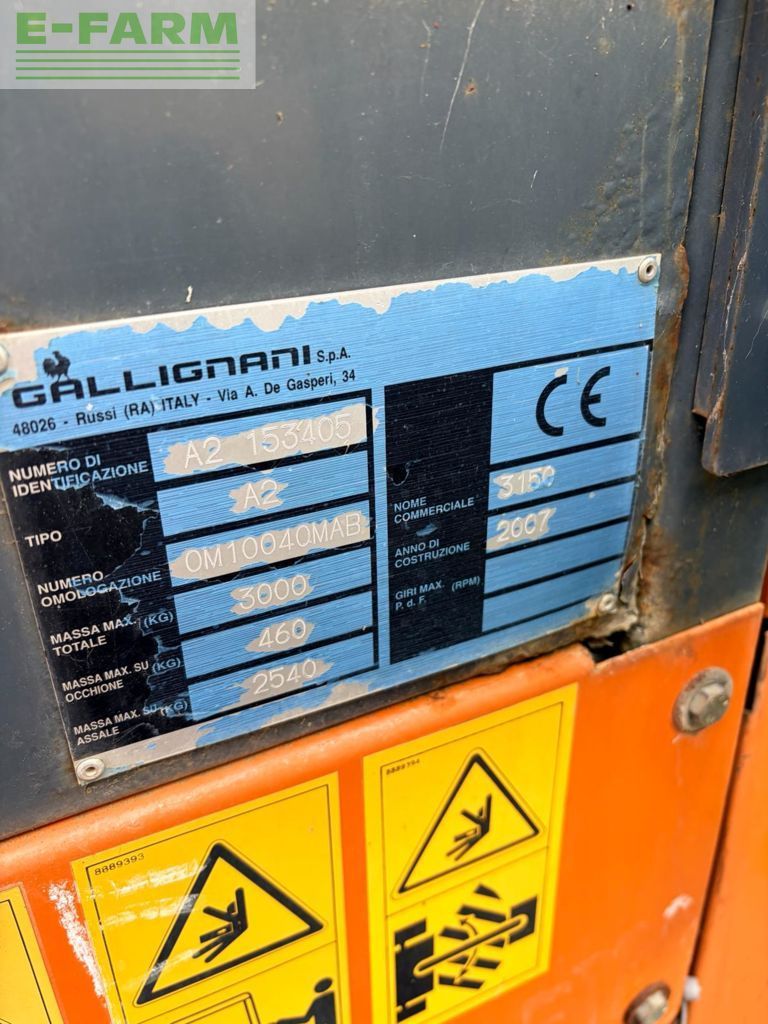 E-FARM
GALLIGNANI S.p.A.
48026 - Russi (RA) ITALY - Via A. De Gasperi, 34
NUMERO DI
IDENTIFICAZIONE
A2 153405
TIPO
A2
NUMERO
OMOLOGAZIONE
OM10040MAB
MASSA MAX. (KG)
TOTALE
3000
MASSA MAX. SU (KG)
OCCHIONE
460
MASSA MAX. SU (KG)
ASSALE
2540
CE
NOME
COMMERCIALE
3150
ANNO DI
COSTRUZIONE
2007
GIRI MAX. (RPM)
P. d. F.
8889393
8889394